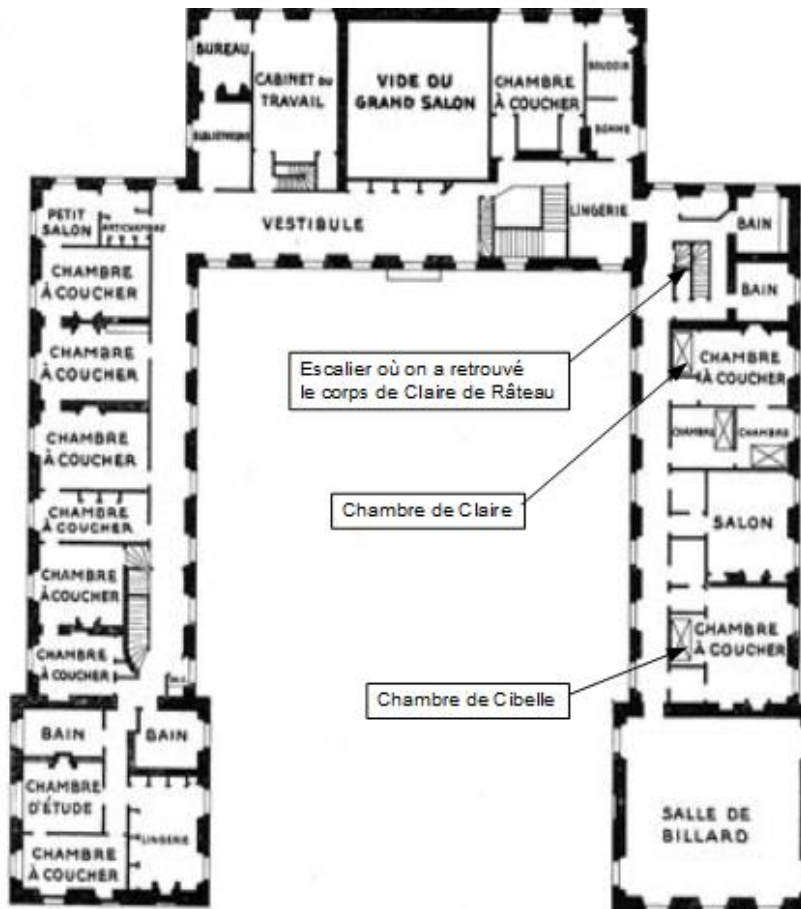 BUREAU
CABINET DU
TRAVAIL
VIDE DU
GRAND SALON
CHAMBRE
À COUCHER
BOUDOIR
BIBLIOTHEQUE
BONNE
PETIT
SALON
ANTICHAMBRE
VESTIBULE
LINGERIE
BAIN
CHAMBRE
À COUCHER
BAIN
CHAMBRE
À COUCHER
Escalier où on a retrouvé
le corps de Claire de Râteau
CHAMBRE
À COUCHER
CHAMBRE
À COUCHER
CHAMBRE
CHAMBRE
CHAMBRE
À COUCHER
Chambre de Claire
SALON
CHAMBRE
À COUCHER
CHAMBRE
À COUCHER
CHAMBRE
À COUCHER
Chambre de Cibelle
BAIN
BAIN
CHAMBRE
D'ÉTUDE
LINGERIE
CHAMBRE
À COUCHER
SALLE DE
BILLARD